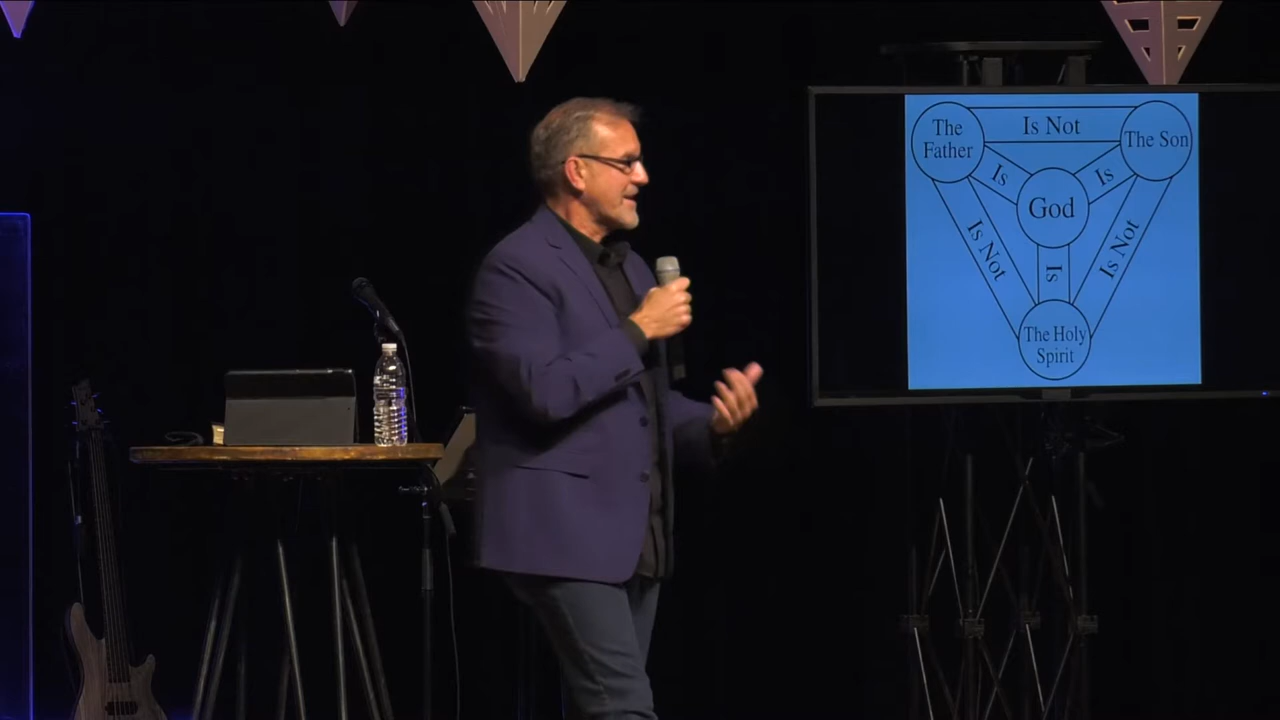 The
Father
Is Not
The Son
Is
Is
God
Is Not
Is
Is Not
The Holy
Spirit